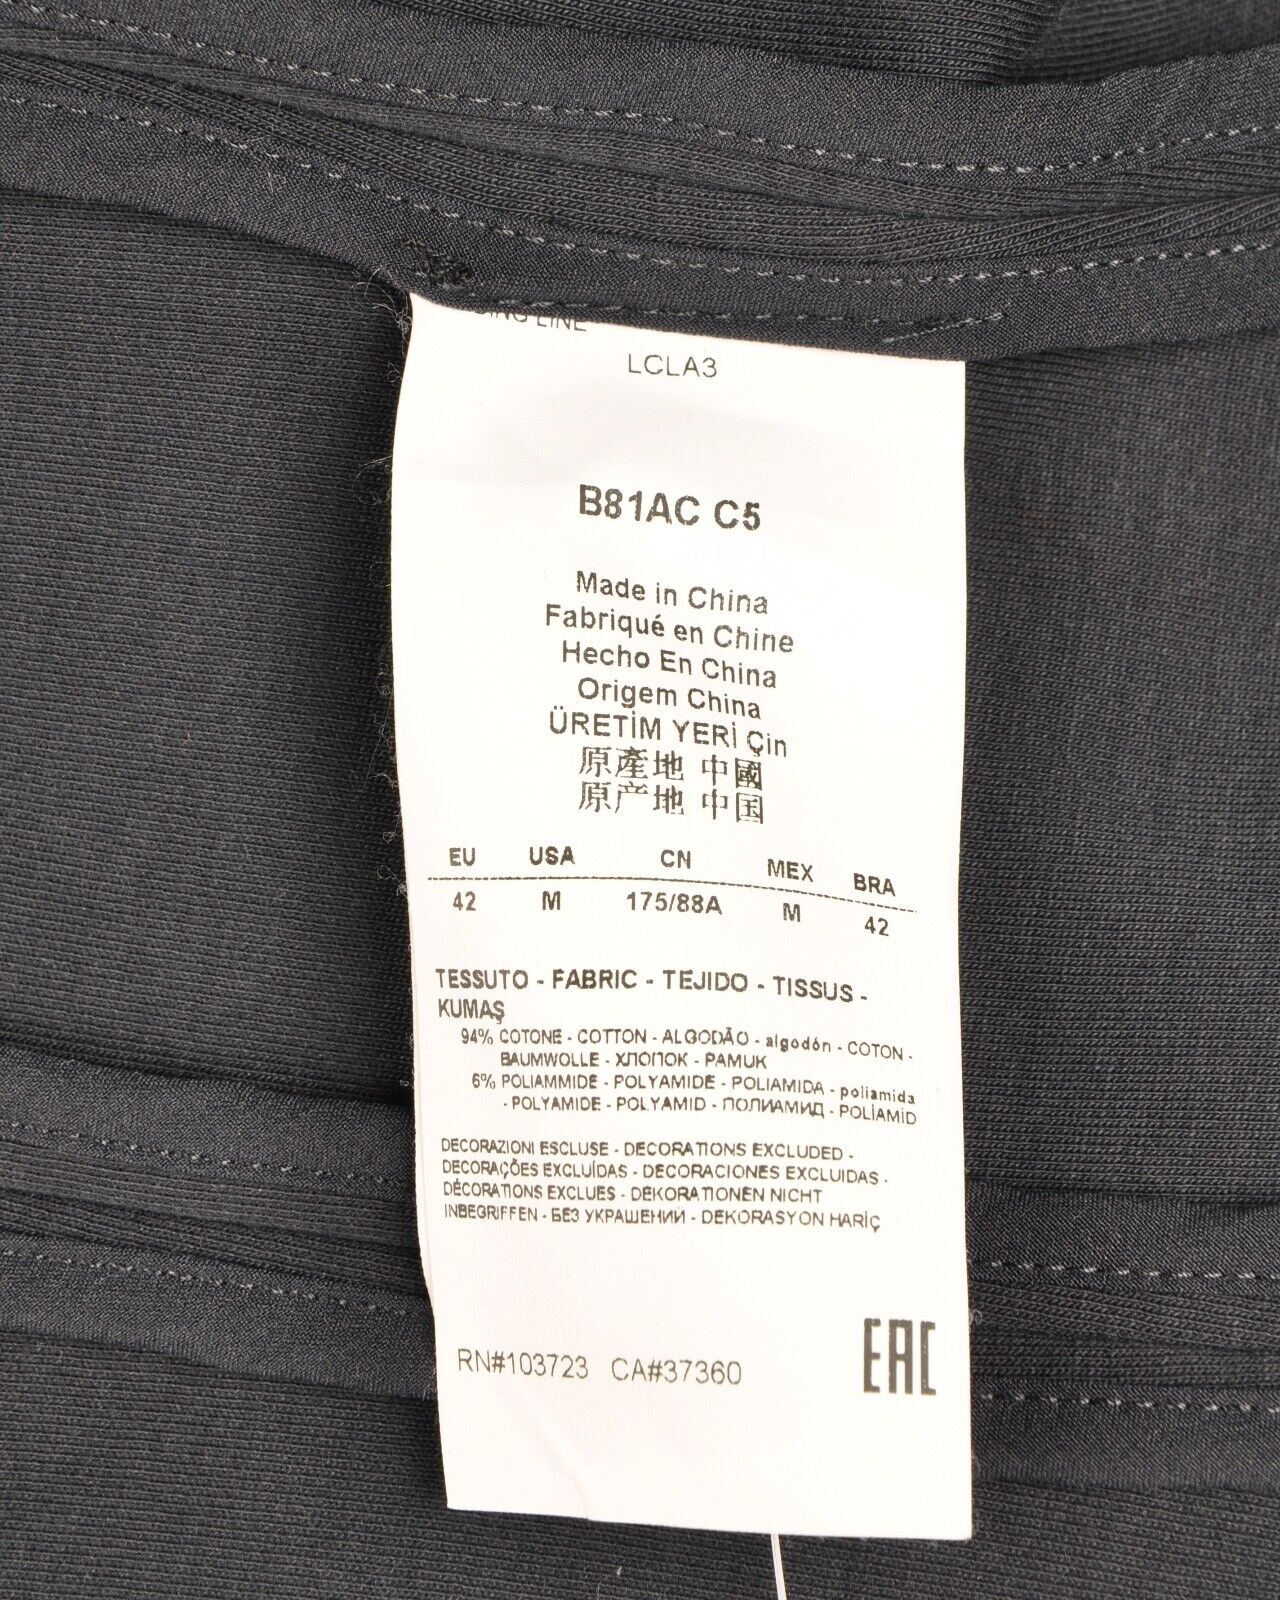 LINE
LCLA3
B81AC C5
Made in China
Fabriqué en Chine
Hecho En China
Origem China
ÜRETİM YERİ Çin
原產地 中國
原产地 中国
EU USA CN MEX BRA
42 M 175/88A M 42
TESSUTO - FABRIC - TEJIDO - TISSUS -
KUMAŞ
94% COTONE - COTTON - ALGODÃO - algodón - COTON -
BAUMWOLLE - ХЛОПОК - PAMUK
6% POLIAMMIDE - POLYAMIDE - POLIAMIDA - poliamida
- POLYAMIDE - POLYAMID - ПОЛИАМИД - POLİAMİD
DECORAZIONI ESCLUSE - DECORATIONS EXCLUDED -
DECORAÇÕES EXCLUÍDAS - DECORACIONES EXCLUIDAS -
DÉCORATIONS EXCLUES - DEKORATIONEN NICHT
INBEGRIFFEN - БЕЗ УКРАШЕНИИ - DEKORASYON HARİÇ
RN#103723 CA#37360
EAC